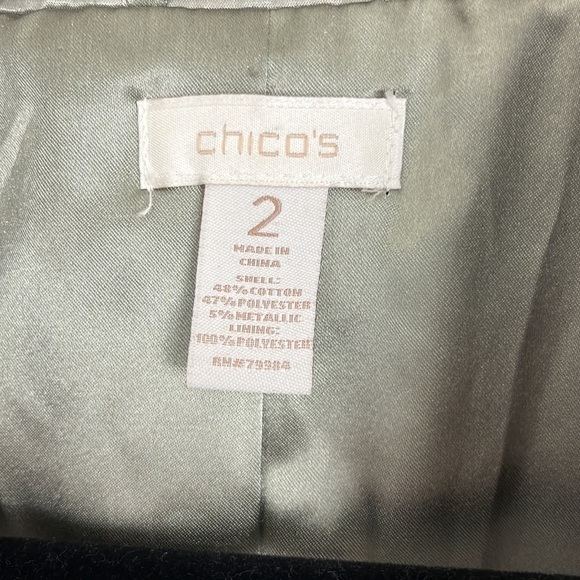 chico's
2
MADE IN
CHINA
SHELL:
48% COTTON
47% POLYESTER
5% METALLIC
LINING:
100% POLYESTER
RN#79984